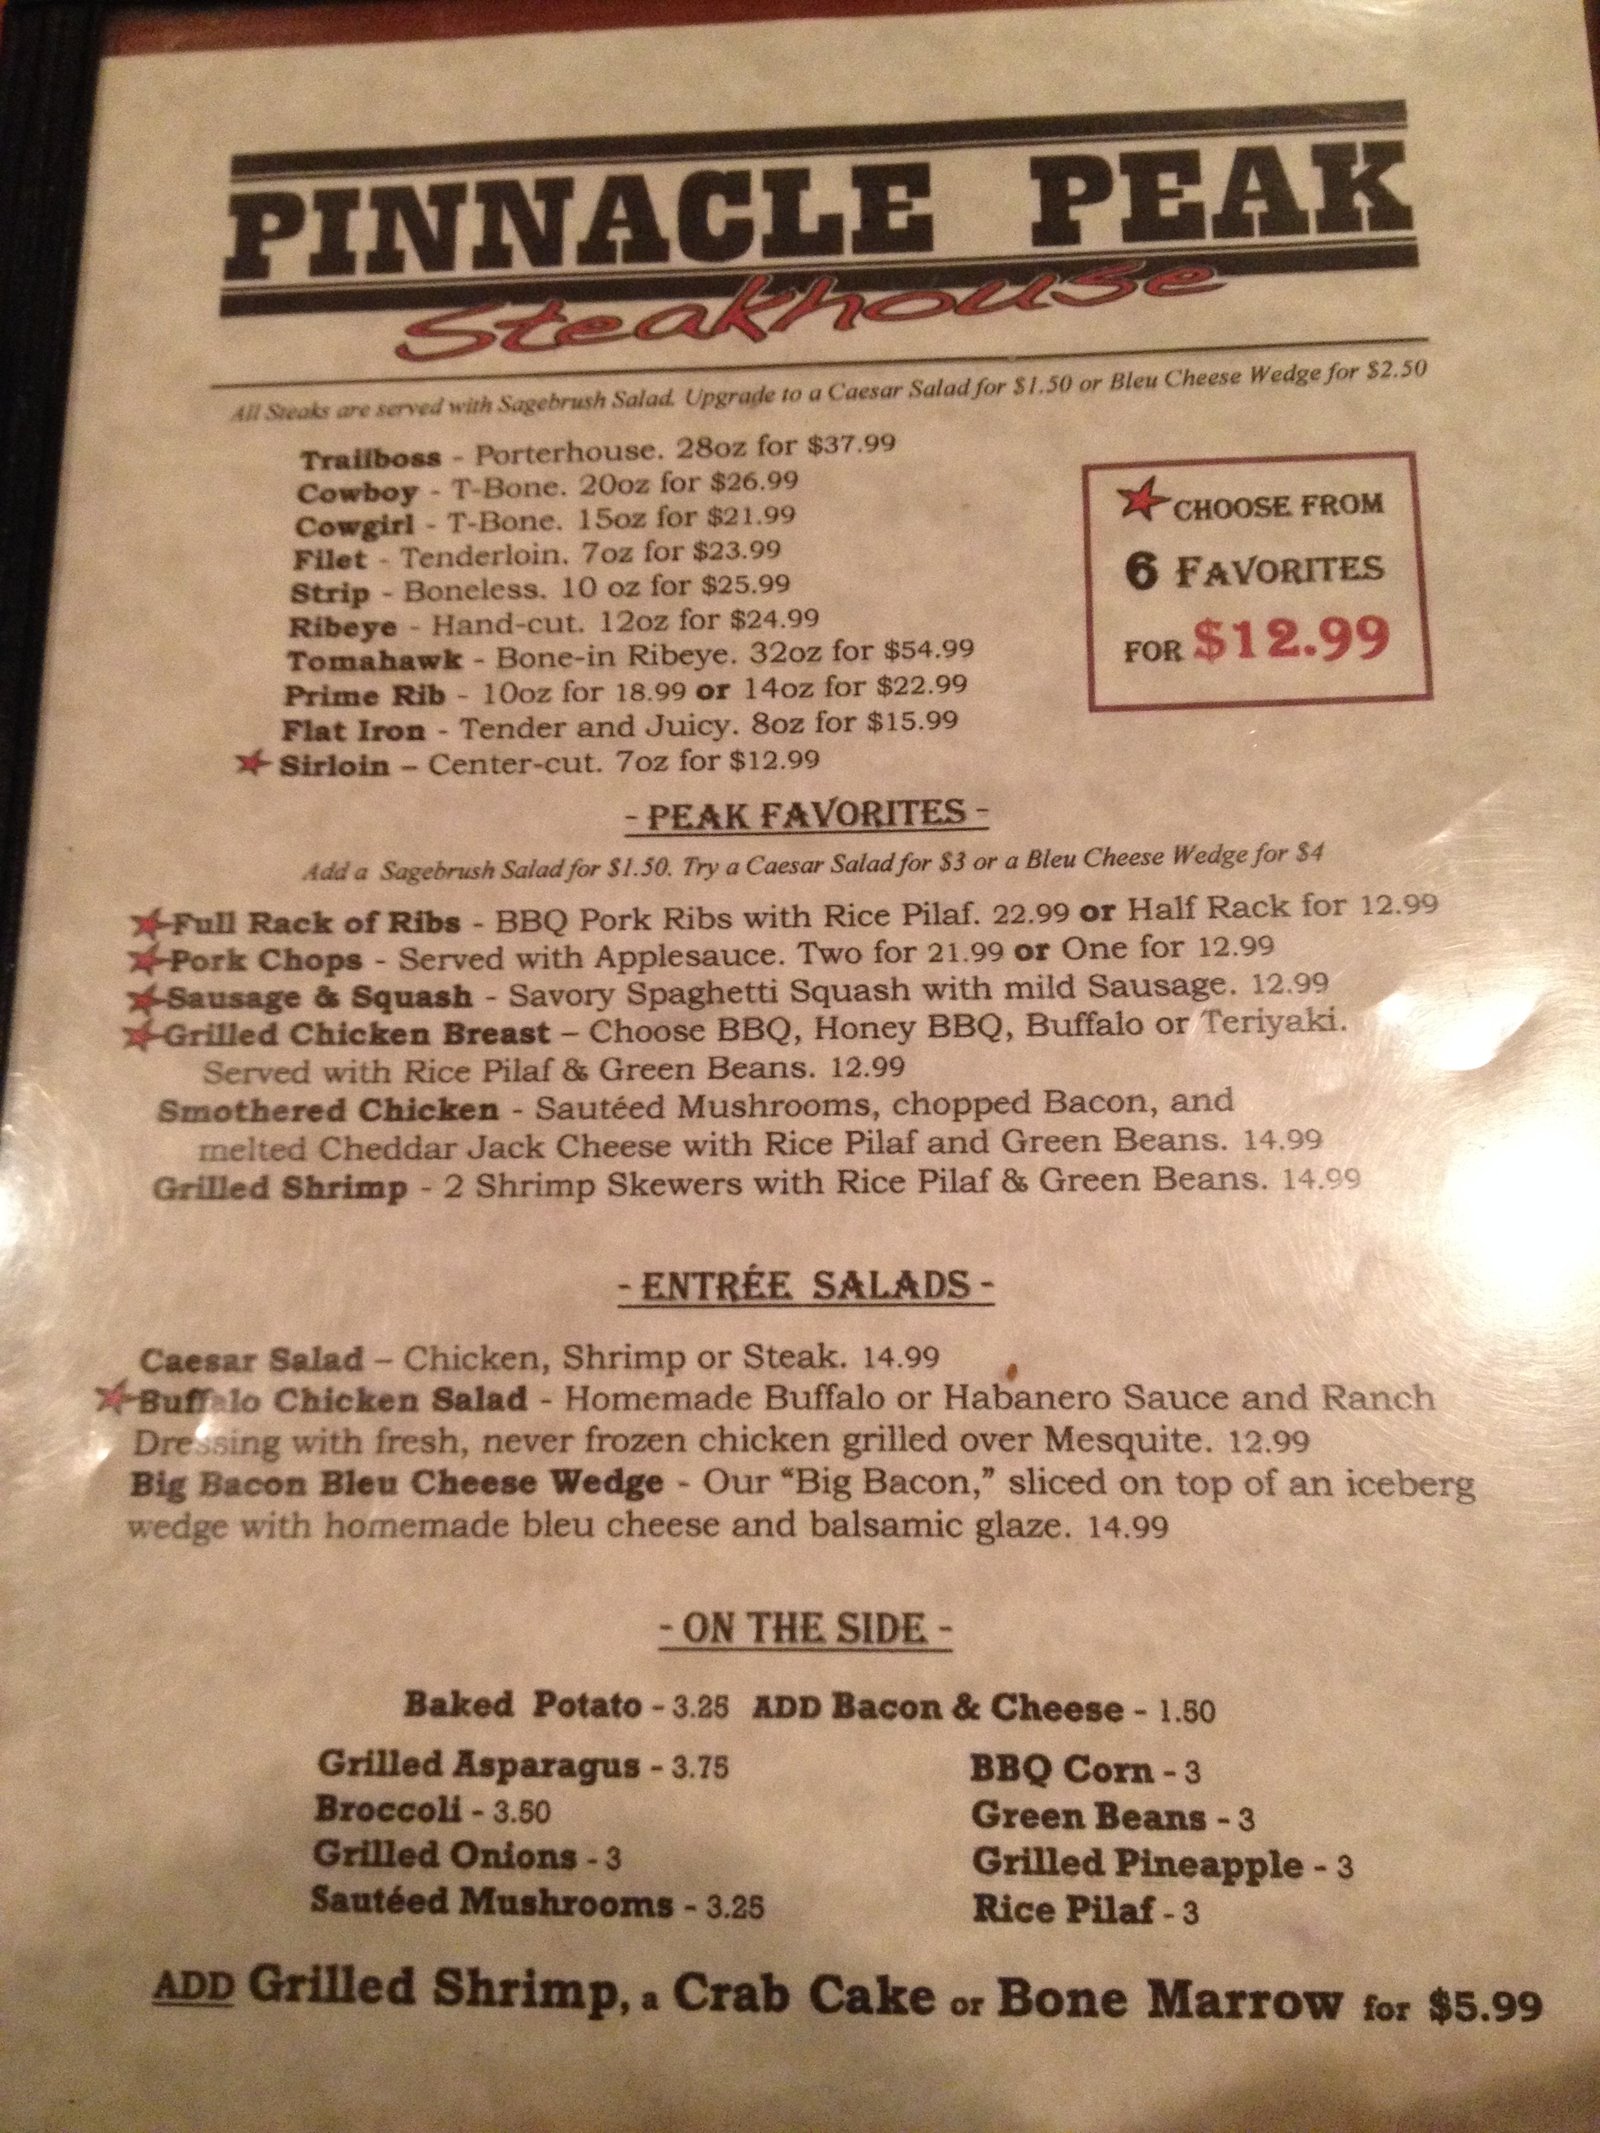 PINNACLE PEAK
Steakhouse
All Steaks are served with Sagebrush Salad. Upgrade to a Caesar Salad for $1.50 or Bleu Cheese Wedge for $2.50
Trailboss - Porterhouse. 28oz for $37.99
Cowboy - T-Bone. 20oz for $26.99
Cowgirl - T-Bone. 15oz for $21.99
Filet - Tenderloin. 7oz for $23.99
Strip - Boneless. 10 oz for $25.99
Ribeye - Hand-cut. 12oz for $24.99
Tomahawk - Bone-in Ribeye. 32oz for $54.99
Prime Rib - 10oz for 18.99 or 14oz for $22.99
Flat Iron - Tender and Juicy. 8oz for $15.99
Sirloin – Center-cut. 7oz for $12.99
CHOOSE FROM
6 FAVORITES
FOR $12.99
- PEAK FAVORITES -
Add a Sagebrush Salad for $1.50. Try a Caesar Salad for $3 or a Bleu Cheese Wedge for $4
Full Rack of Ribs - BBQ Pork Ribs with Rice Pilaf. 22.99 or Half Rack for 12.99
Pork Chops - Served with Applesauce. Two for 21.99 or One for 12.99
Sausage & Squash - Savory Spaghetti Squash with mild Sausage. 12.99
Grilled Chicken Breast – Choose BBQ, Honey BBQ, Buffalo or Teriyaki.
Served with Rice Pilaf & Green Beans. 12.99
Smothered Chicken - Sautéed Mushrooms, chopped Bacon, and
melted Cheddar Jack Cheese with Rice Pilaf and Green Beans. 14.99
Grilled Shrimp - 2 Shrimp Skewers with Rice Pilaf & Green Beans. 14.99
- ENTRÉE SALADS -
Caesar Salad – Chicken, Shrimp or Steak. 14.99
Buffalo Chicken Salad - Homemade Buffalo or Habanero Sauce and Ranch
Dressing with fresh, never frozen chicken grilled over Mesquite. 12.99
Big Bacon Bleu Cheese Wedge - Our "Big Bacon," sliced on top of an iceberg
wedge with homemade bleu cheese and balsamic glaze. 14.99
- ON THE SIDE -
Baked Potato - 3.25 ADD Bacon & Cheese - 1.50
Grilled Asparagus - 3.75
Broccoli - 3.50
Grilled Onions - 3
Sautéed Mushrooms - 3.25
BBQ Corn - 3
Green Beans - 3
Grilled Pineapple - 3
Rice Pilaf - 3
ADD Grilled Shrimp, a Crab Cake or Bone Marrow for $5.99